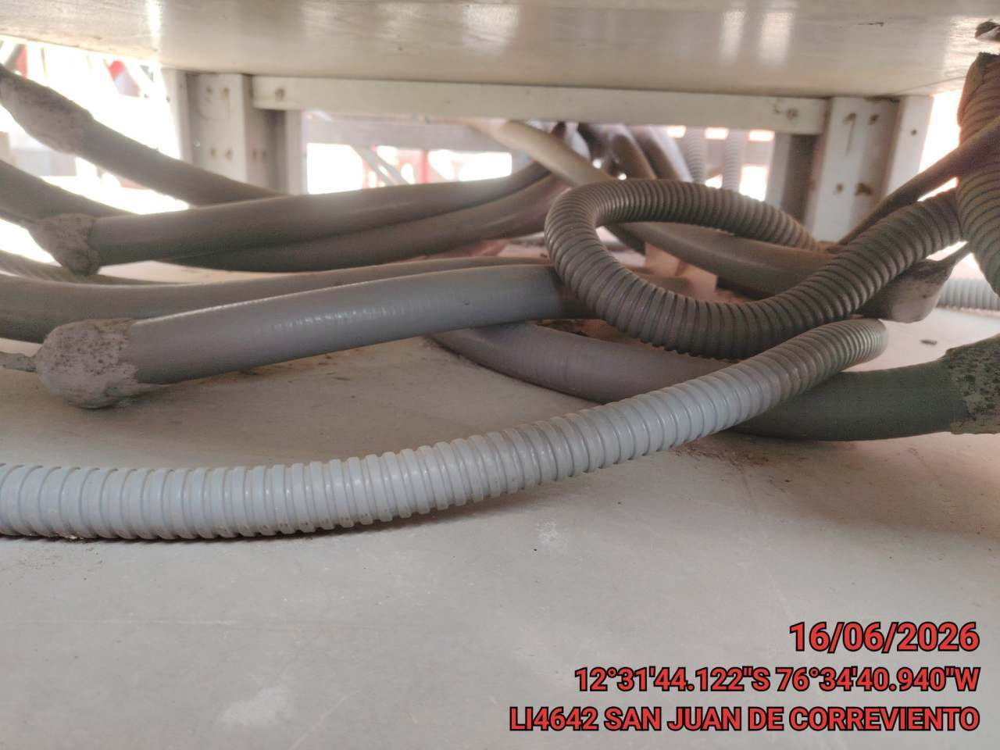 16/06/2026
12°31'44.122"S 76°34'40.940"W
LI4642 SAN JUAN DE CORREVIENTO